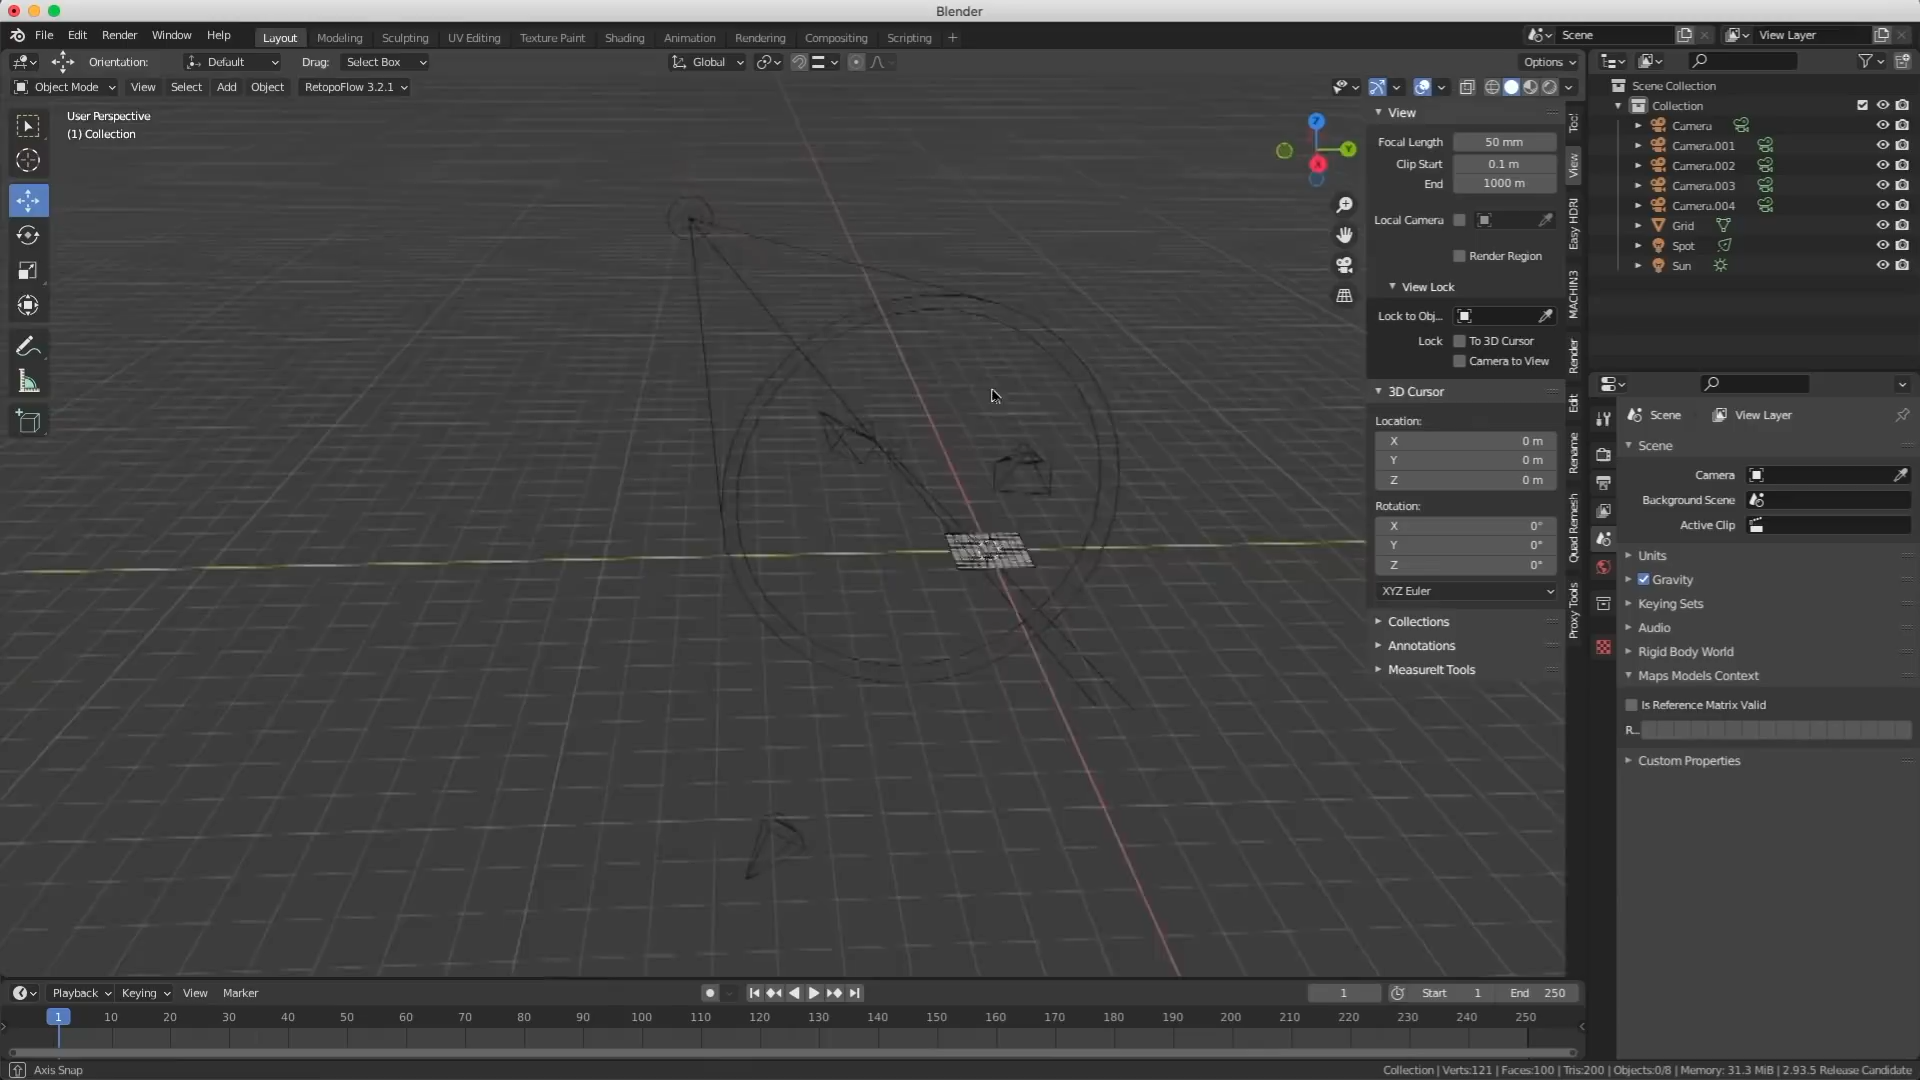 Blender
File Edit Render Window Help
Layout Modeling Sculpting UV Editing Texture Paint Shading Animation Rendering Compositing Scripting +
Scene View Layer
Orientation: Default Drag: Select Box Global Options
Object Mode View Select Add Object RetopoFlow 3.2.1
User Perspective
(1) Collection
Z
Y
X
View
Focal Length 50 mm
Clip Start 0.1 m
End 1000 m
Local Camera
Render Region
View Lock
Lock to Obj...
Lock To 3D Cursor
Camera to View
3D Cursor
Location:
X 0 m
Y 0 m
Z 0 m
Rotation:
X 0°
Y 0°
Z 0°
XYZ Euler
Collections
Annotations
MeasureIt Tools
Tool
View
Easy HDRI
MACHIN3
Render
Edit
Rename
Quad Remesh
Proxy Tools
Scene Collection
Collection
Camera
Camera.001
Camera.002
Camera.003
Camera.004
Grid
Spot
Sun
Scene View Layer
Scene
Camera
Background Scene
Active Clip
Units
Gravity
Keying Sets
Audio
Rigid Body World
Maps Models Context
Is Reference Matrix Valid
R...
Custom Properties
Playback Keying View Marker 1 Start 1 End 250
1 10 20 30 40 50 60 70 80 90 100 110 120 130 140 150 160 170 180 190 200 210 220 230 240 250
Axis Snap
Collection | Verts:121 | Faces:100 | Tris:200 | Objects:0/8 | Memory: 31.3 MiB | 2.93.5 Release Candidate